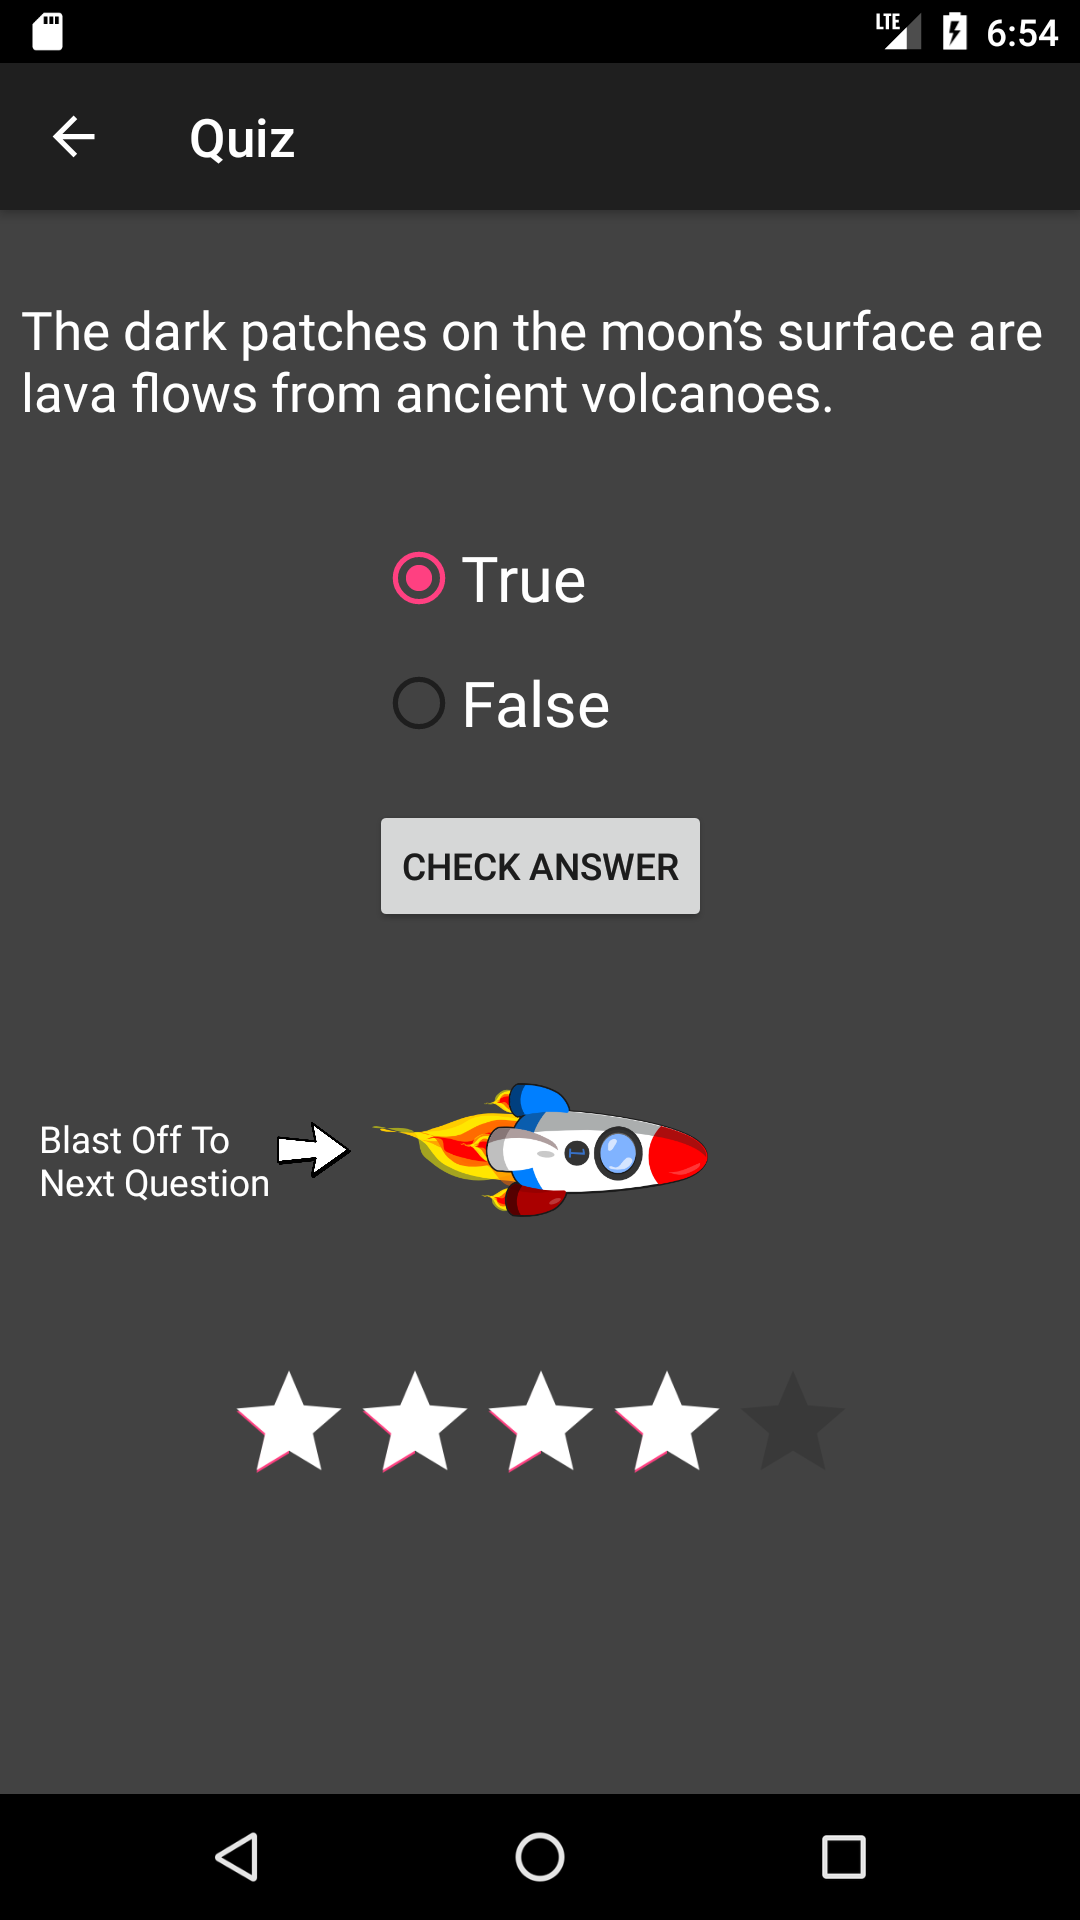 LTE 6:54
Quiz
The dark patches on the moon’s surface are
lava flows from ancient volcanoes.
True
False
CHECK ANSWER
Blast Off To
Next Question